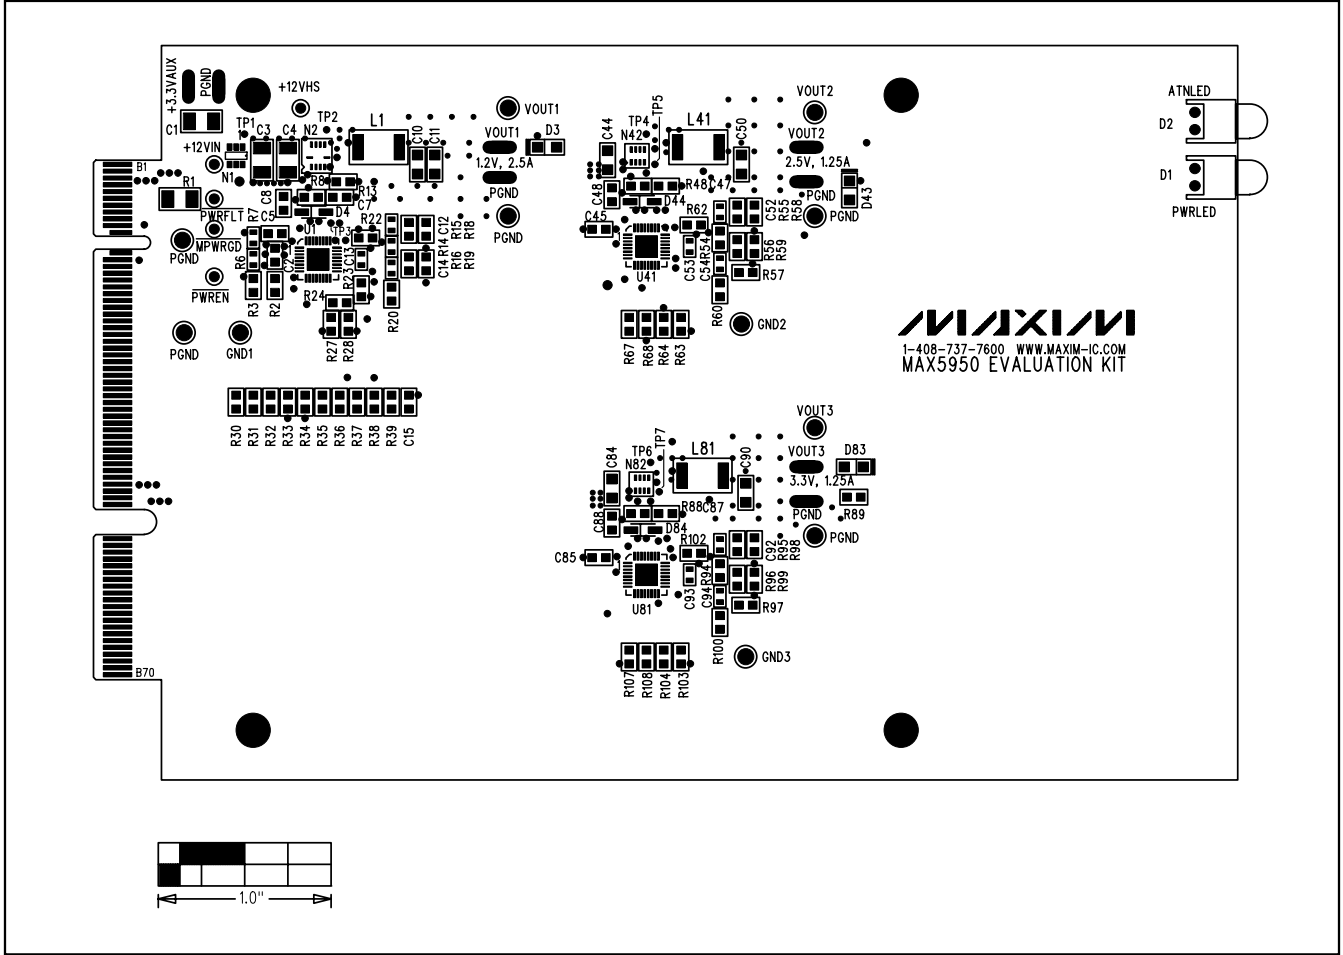 +3.3VAUX
PGND
C1
+12VHS
TP1
C3
C4
N2
TP2
L1
C10
C11
VOUT1
VOUT1
D3
1.2V, 2.5A
PGND
PGND
+12VIN
N1
B1
R1
PWRFLT
MPWRGD
PGND
PWREN
PGND
GND1
R8
R13
C7
C8
D4
R7
C5
U1
TP3
R22
R6
C2
C13
R23
R24
R3
R2
R20
R27
R28
C12
R15
R18
R14
C14
R16
R19
R30
R31
R32
R33
R34
R35
R36
R37
R38
R39
C15
C44
TP4
N42
TP5
L41
C50
VOUT2
VOUT2
2.5V, 1.25A
PGND
PGND
D43
C48
R48
C47
D44
C45
R62
C52
R55
R58
U41
C53
C54
R54
R56
R59
R57
R60
GND2
R67
R68
R64
R63
ATNLED
D2
D1
PWRLED
MAXIM
1-408-737-7600 WWW.MAXIM-IC.COM
MAX5950 EVALUATION KIT
C84
TP6
N82
TP7
L81
C90
VOUT3
VOUT3
3.3V, 1.25A
PGND
PGND
D83
R89
C88
R88
C87
D84
C85
R102
C92
R95
R98
U81
C93
C94
R94
R96
R99
R97
R100
GND3
R107
R108
R104
R103
B70
1.0"